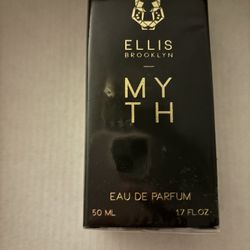 ELLIS
BROOKLYN
MY
TH
EAU DE PARFUM
50 ML 1.7 FL.OZ